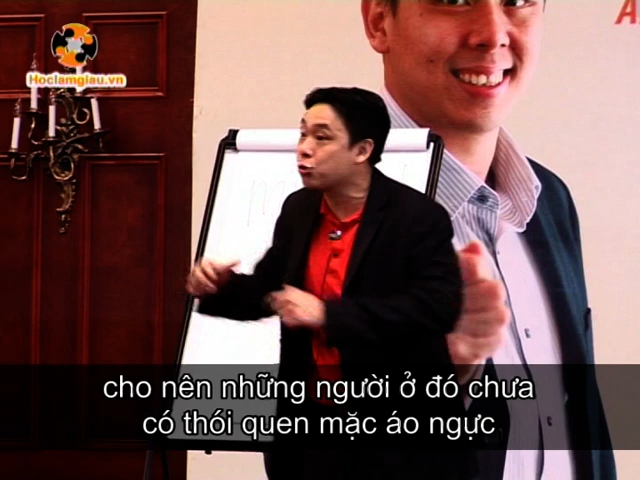 Hoclamgiau.vn
A
cho nên những người ở đó chưa
có thói quen mặc áo ngực